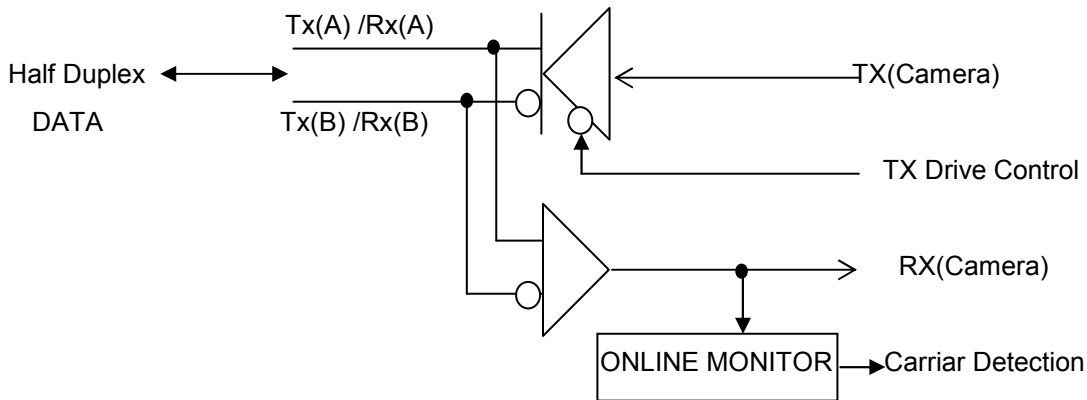 Tx(A) /Rx(A)
Half Duplex
DATA
TX(Camera)
Tx(B) /Rx(B)
TX Drive Control
RX(Camera)
ONLINE MONITOR
Carriar Detection